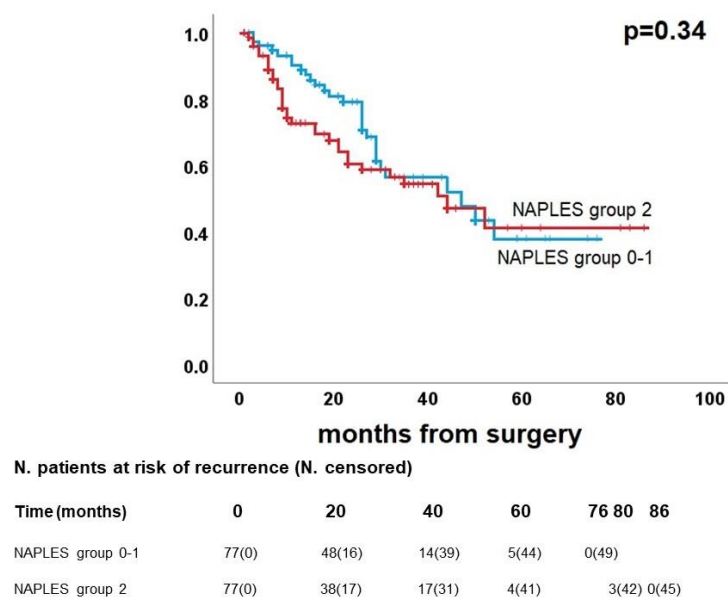 p=0.34
1.0
0.8
0.6
0.4
0.2
0.0
NAPLES group 2
NAPLES group 0-1
0 20 40 60 80 100
months from surgery
N. patients at risk of recurrence (N. censored)
Time (months) 0 20 40 60 76 80 86
NAPLES group 0-1 77(0) 48(16) 14(39) 5(44) 0(49)
NAPLES group 2 77(0) 38(17) 17(31) 4(41) 3(42) 0(45)